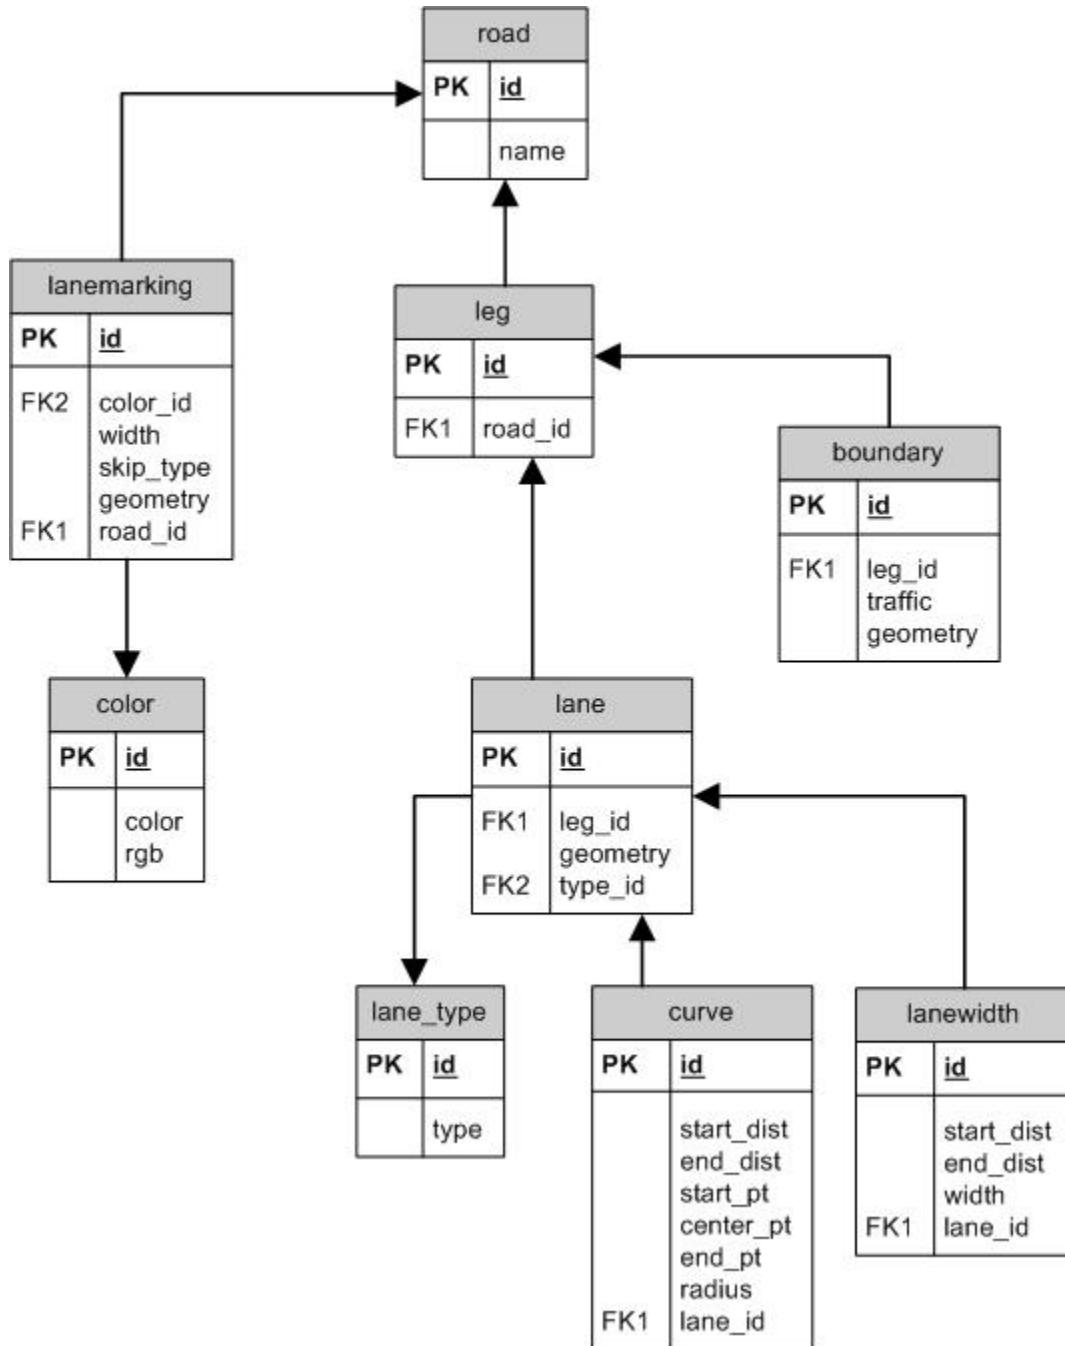 road
PK id
name
lanemarking
PK id
FK2 color_id
width
skip_type
geometry
FK1 road_id
leg
PK id
FK1 road_id
boundary
PK id
FK1 leg_id
traffic
geometry
color
PK id
color
rgb
lane
PK id
FK1 leg_id
geometry
FK2 type_id
lane_type
PK id
type
curve
PK id
start_dist
end_dist
start_pt
center_pt
end_pt
radius
FK1 lane_id
lanewidth
PK id
start_dist
end_dist
width
FK1 lane_id